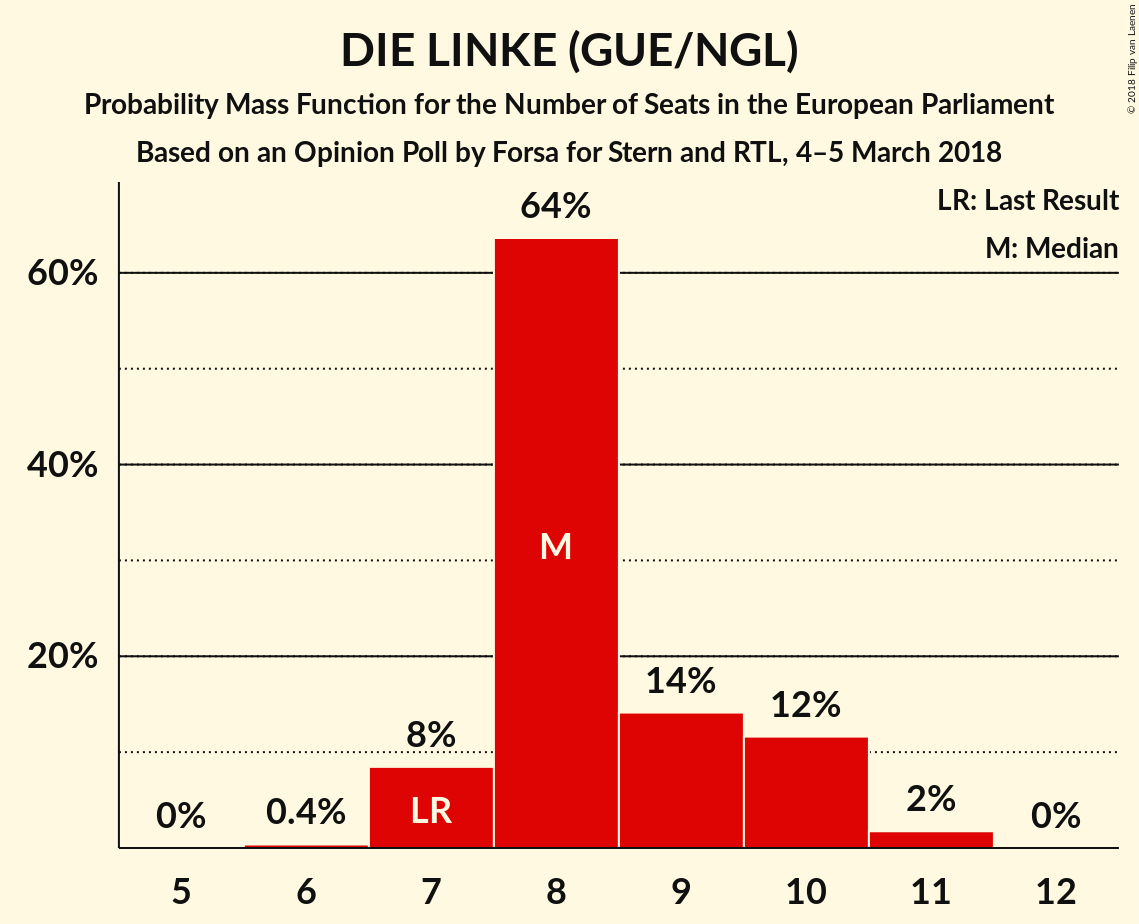 DIE LINKE (GUE/NGL)
Probability Mass Function for the Number of Seats in the European Parliament
Based on an Opinion Poll by Forsa for Stern and RTL, 4–5 March 2018
© 2018 Filip van Laenen
LR: Last Result
M: Median
60%
40%
20%
0%
0.4%
8%
64%
14%
12%
2%
0%
LR
M
5 6 7 8 9 10 11 12